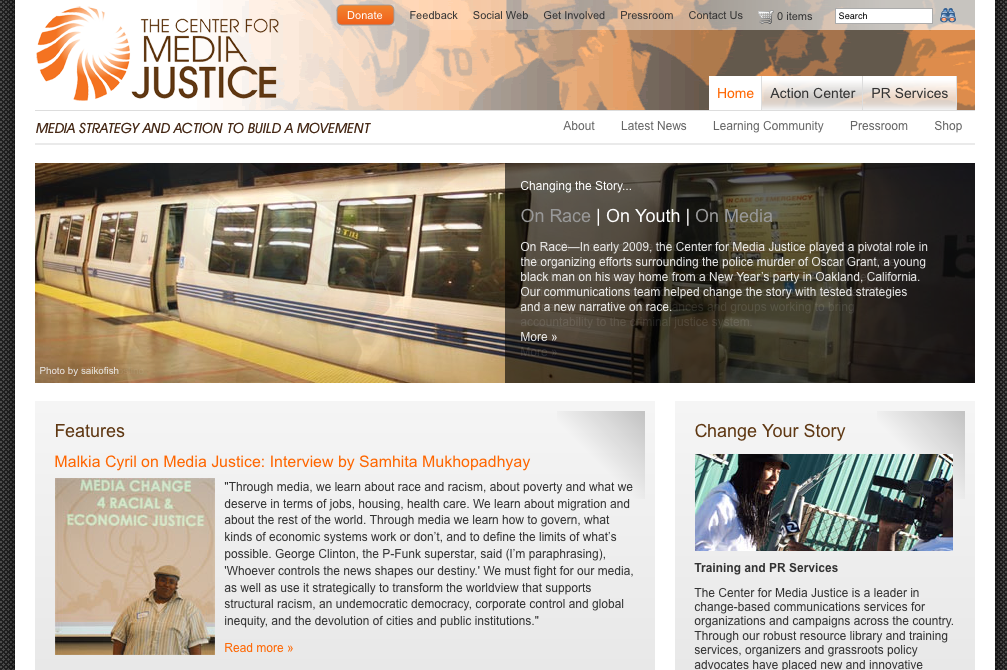 Donate Feedback Social Web Get Involved Pressroom Contact Us 0 items Search
THE CENTER FOR
MEDIA
JUSTICE
Home Action Center PR Services
MEDIA STRATEGY AND ACTION TO BUILD A MOVEMENT
About Latest News Learning Community Pressroom Shop
Changing the Story...
On Race | On Youth | On Media
On Race—In early 2009, the Center for Media Justice played a pivotal role in
the organizing efforts surrounding the police murder of Oscar Grant, a young
black man on his way home from a New Year's party in Oakland, California.
Our communications team helped change the story with tested strategies
and a new narrative on race.
accountability to the criminal justice system.
More »
Photo by saikofish
Features
Malkia Cyril on Media Justice: Interview by Samhita Mukhopadhyay
MEDIA CHANGE
4 RACIAL &
ECONOMIC JUSTICE
"Through media, we learn about race and racism, about poverty and what we
deserve in terms of jobs, housing, health care. We learn about migration and
about the rest of the world. Through media we learn how to govern, what
kinds of economic systems work or don't, and to define the limits of what's
possible. George Clinton, the P-Funk superstar, said (I'm paraphrasing),
'Whoever controls the news shapes our destiny.' We must fight for our media,
as well as use it strategically to transform the worldview that supports
structural racism, an undemocratic democracy, corporate control and global
inequity, and the devolution of cities and public institutions."
Read more »
Change Your Story
Training and PR Services
The Center for Media Justice is a leader in
change-based communications services for
organizations and campaigns across the country.
Through our robust resource library and training
services, organizers and grassroots policy
advocates have placed new and innovative